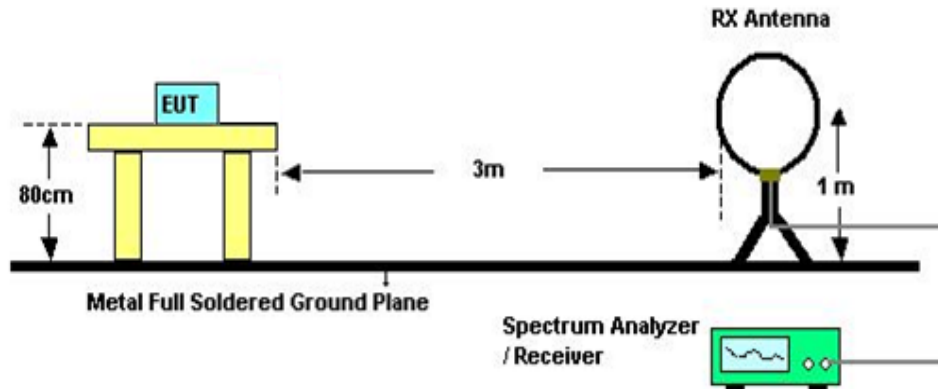 RX Antenna
EUT
3m
80cm
1 m
Metal Full Soldered Ground Plane
Spectrum Analyzer
/ Receiver